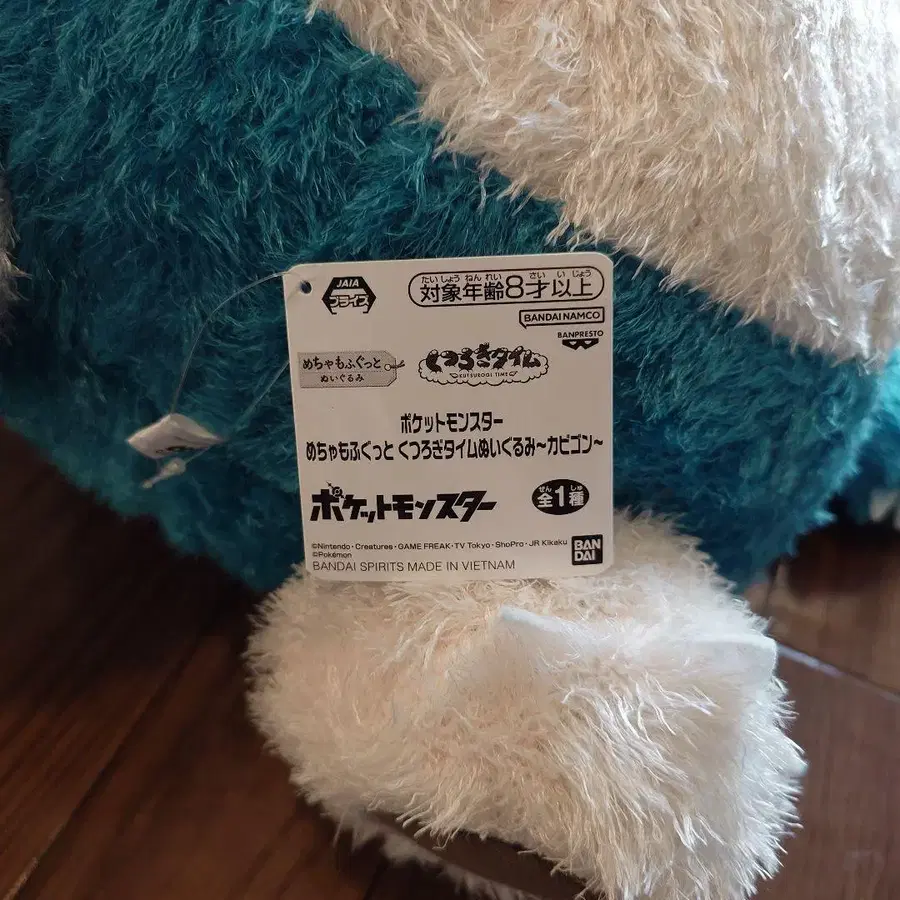 JAIA
プライズ
たいしょうねんれい さいいじょう
対象年齢8才以上
BANDAI NAMCO
BANPRESTO
めちゃもふぐっと
ぬいぐるみ
くつろぎタイム
KUTSUROGI TIME
ポケットモンスター
めちゃもふぐっと くつろぎタイムぬいぐるみ〜カビゴン〜
ポケットモンスター
ぜん しゅ
全1種
©Nintendo・Creatures・GAME FREAK・TV Tokyo・ShoPro・JR Kikaku
©Pokémon
BANDAI SPIRITS MADE IN VIETNAM
BAN
DAI